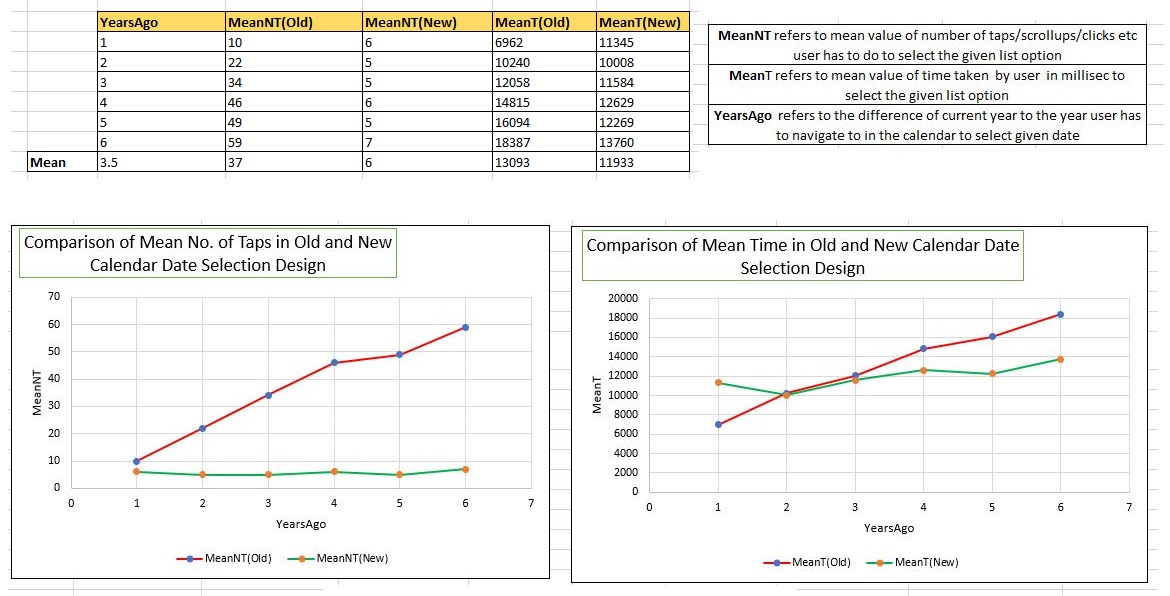 YearsAgo MeanNT(Old) MeanNT(New) MeanT(Old) MeanT(New)
1 10 6 6962 11345
2 22 5 10240 10008
3 34 5 12058 11584
4 46 6 14815 12629
5 49 5 16094 12269
6 59 7 18387 13760
Mean 3.5 37 6 13093 11933
MeanNT refers to mean value of number of taps/scrollups/clicks etc
user has to do to select the given list option
MeanT refers to mean value of time taken by user in millisec to
select the given list option
YearsAgo refers to the difference of current year to the year user has
to navigate to in the calendar to select given date
Comparison of Mean No. of Taps in Old and New
Calendar Date Selection Design
70
60
50
40
30
20
10
0
MeanNT
0 1 2 3 4 5 6 7
YearsAgo
MeanNT(Old) MeanNT(New)
Comparison of Mean Time in Old and New Calendar Date
Selection Design
20000
18000
16000
14000
12000
10000
8000
6000
4000
2000
0
MeanT
0 1 2 3 4 5 6 7
YearsAgo
MeanT(Old) MeanT(New)